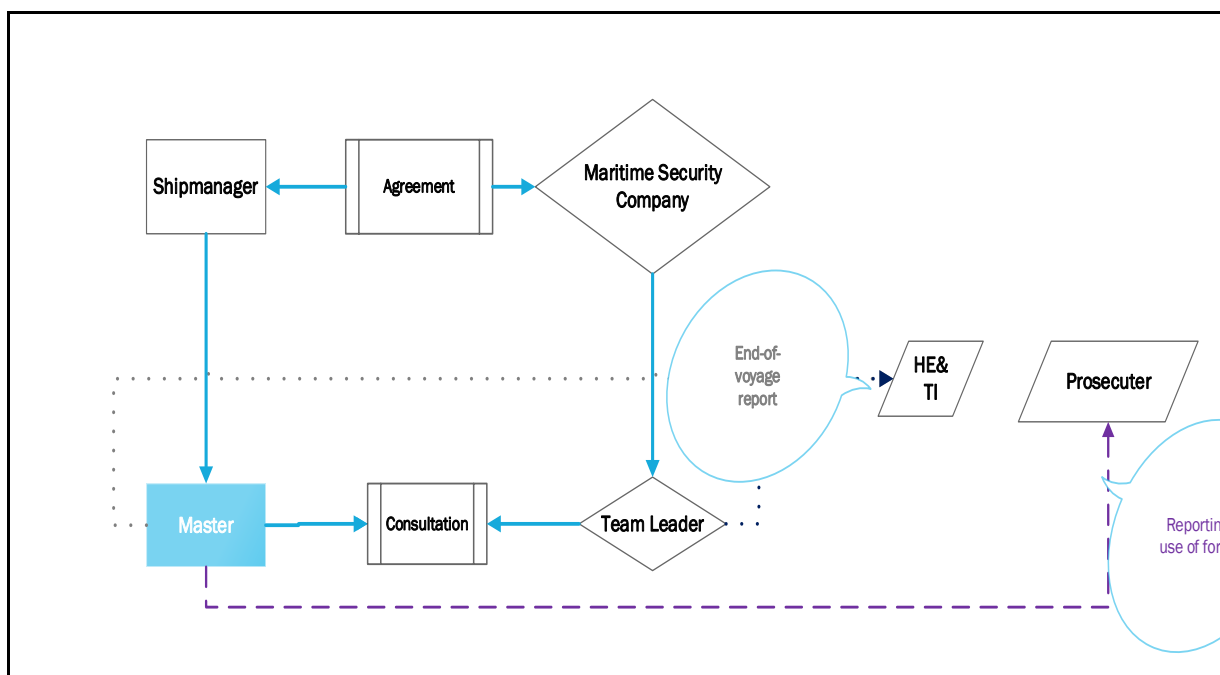 Shipmanager
Agreement
Maritime Security
Company
End-of-
voyage
report
HE&
TI
Prosecuter
Master
Consultation
Team Leader
Reportin
use of for